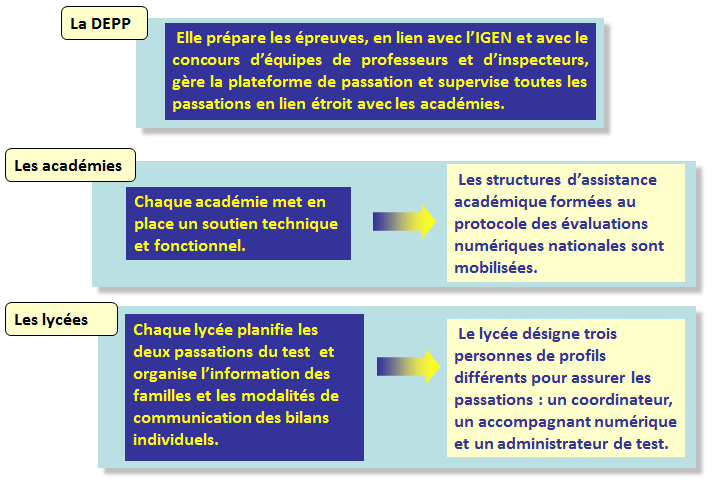 La DEPP
Elle prépare les épreuves, en lien avec l’IGEN et avec le
concours d’équipes de professeurs et d’inspecteurs,
gère la plateforme de passation et supervise toutes les
passations en lien étroit avec les académies.
Les académies
Chaque académie met en
place un soutien technique
et fonctionnel.
Les structures d’assistance
académique formées au
protocole des évaluations
numériques nationales sont
mobilisées.
Les lycées
Chaque lycée planifie les
deux passations du test et
organise l’information des
familles et les modalités de
communication des bilans
individuels.
Le lycée désigne trois
personnes de profils
différents pour assurer les
passations : un coordinateur,
un accompagnant numérique
et un administrateur de test.